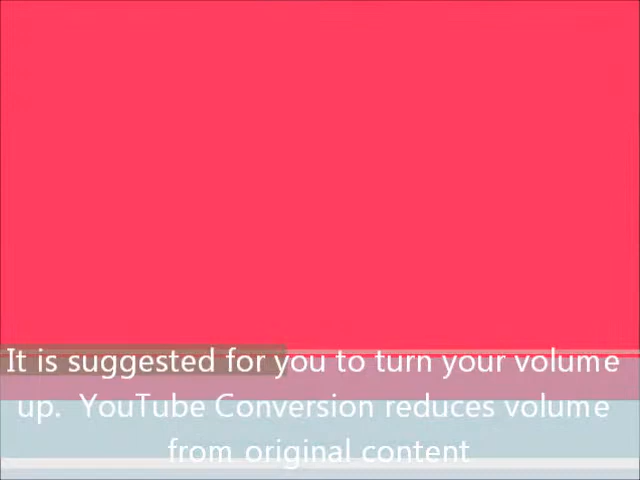 It is suggested for you to turn your volume
up.  YouTube Conversion reduces volume
from original content